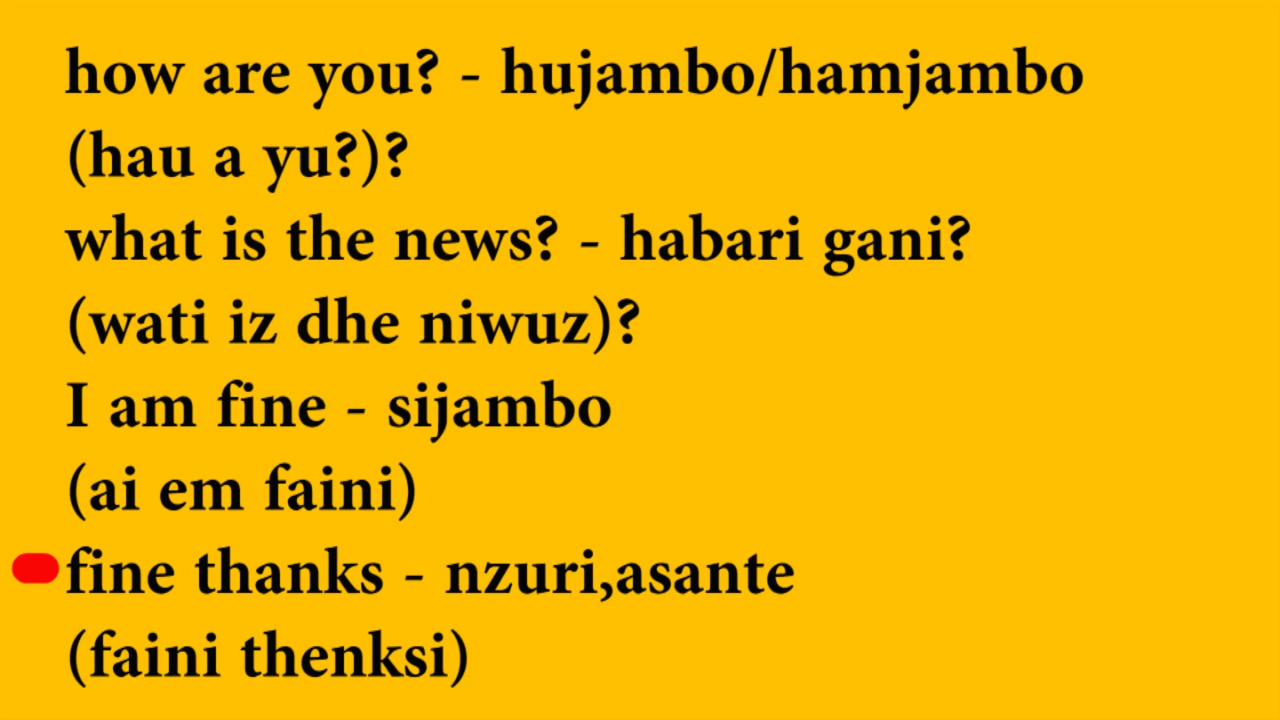 how are you? - hujambo/hamjambo
(hau a yu?)?
what is the news? - habari gani?
(wati iz dhe niwuz)?
I am fine - sijambo
(ai em faini)
fine thanks - nzuri,asante
(faini thenksi)